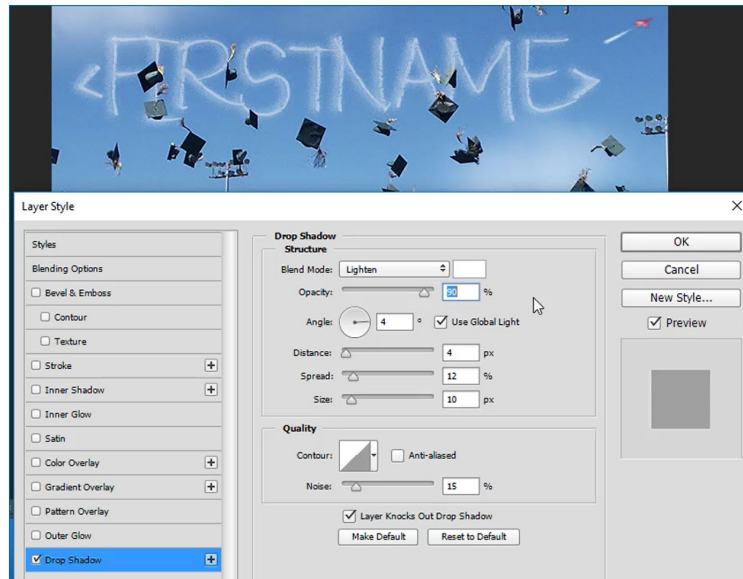 <FIRSTNAME>
Layer Style
Styles
Blending Options
Bevel & Emboss
Contour
Texture
Stroke
Inner Shadow
Inner Glow
Satin
Color Overlay
Gradient Overlay
Pattern Overlay
Outer Glow
Drop Shadow
Drop Shadow
Structure
Blend Mode: Lighten
Opacity: 90 %
Angle: 4 ° Use Global Light
Distance: 4 px
Spread: 12 %
Size: 10 px
Quality
Contour: Anti-aliased
Noise: 15 %
Layer Knocks Out Drop Shadow
Make Default Reset to Default
OK
Cancel
New Style...
Preview